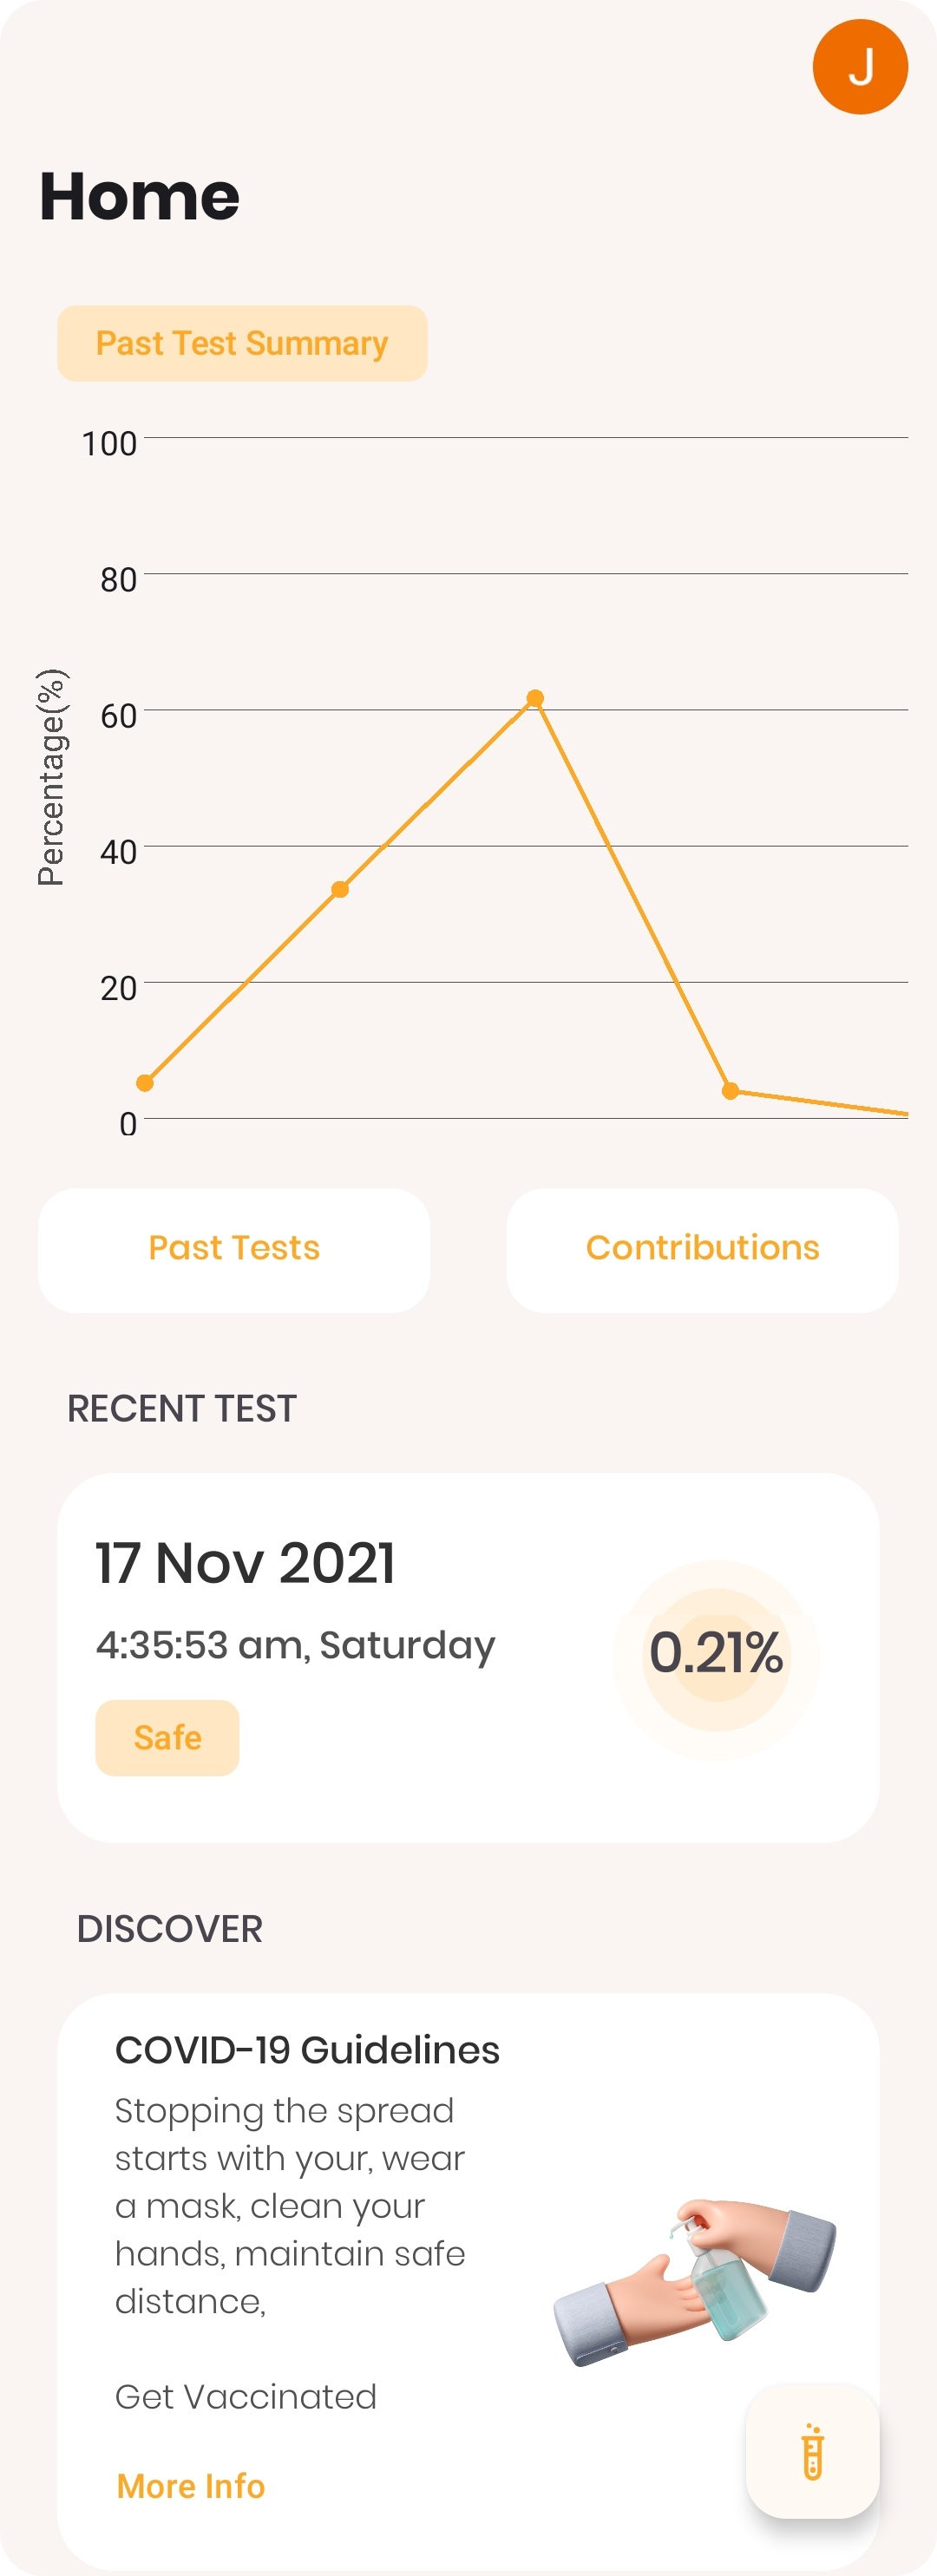 J
Home
Past Test Summary
100
80
60
40
20
0
Percentage(%)
Past Tests
Contributions
RECENT TEST
17 Nov 2021
4:35:53 am, Saturday
0.21%
Safe
DISCOVER
COVID-19 Guidelines
Stopping the spread
starts with your, wear
a mask, clean your
hands, maintain safe
distance,
Get Vaccinated
More Info